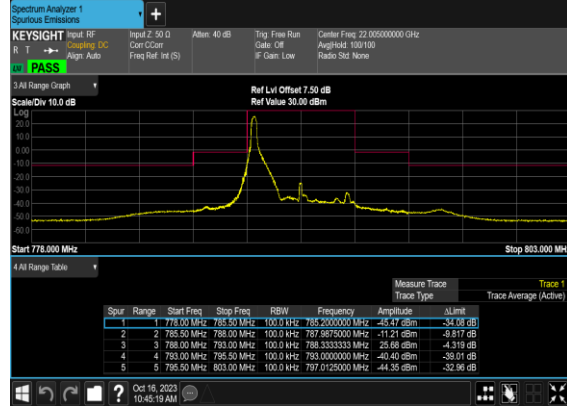 Spectrum Analyzer 1
Spurious Emissions
KEYSIGHT Input: RF Input Z: 50 Ω Atten: 40 dB Trig: Free Run Center Freq: 22.005000000 GHz
R T Coupling: DC Corr CCorr Gate: Off Avg|Hold: 100/100
Align: Auto Freq Ref: Int (S) IF Gain: Low Radio Std: None
PASS
3 All Range Graph
Ref Lvl Offset 7.50 dB
Scale/Div 10.0 dB Ref Value 30.00 dBm
Log
20.0
10.0
0.00
-10.0
-20.0
-30.0
-40.0
-50.0
-60.0
Start 778.000 MHz Stop 803.000 MH
4 All Range Table
Measure Trace Trace 1
Trace Type Trace Average (Active)
Spur Range Start Freq Stop Freq RBW Frequency Amplitude ΔLimit
1 1 778.00 MHz 785.50 MHz 100.0 kHz 785.2000000 MHz -45.47 dBm -34.08 dB
2 2 785.50 MHz 788.00 MHz 100.0 kHz 787.9875000 MHz -11.21 dBm -9.817 dB
3 3 788.00 MHz 793.00 MHz 100.0 kHz 788.3333333 MHz 25.68 dBm -4.319 dB
4 4 793.00 MHz 795.50 MHz 100.0 kHz 793.0000000 MHz -40.40 dBm -39.01 dB
5 5 795.50 MHz 803.00 MHz 100.0 kHz 797.0125000 MHz -44.35 dBm -32.96 dB
Oct 16, 2023
10:45:19 AM